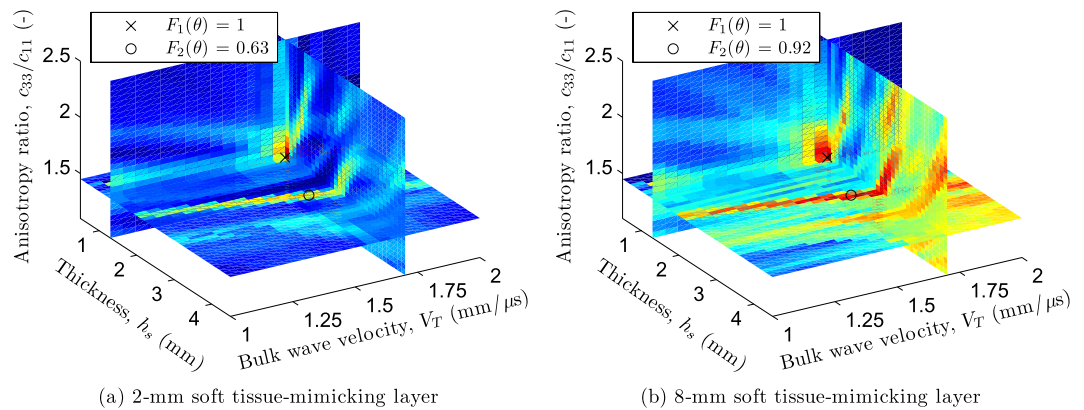 F₁(θ) = 1
F₂(θ) = 0.63
Anisotropy ratio, c₃₃/c₁₁ (-)
2.5
2
1.5
1
2
3
4
Thickness, hₛ (mm)
1
1.25
1.5
1.75
2
Bulk wave velocity, V_T (mm/μs)
(a) 2-mm soft tissue-mimicking layer
F₁(θ) = 1
F₂(θ) = 0.92
Anisotropy ratio, c₃₃/c₁₁ (-)
2.5
2
1.5
1
2
3
4
Thickness, hₛ (mm)
1
1.25
1.5
1.75
2
Bulk wave velocity, V_T (mm/μs)
(b) 8-mm soft tissue-mimicking layer